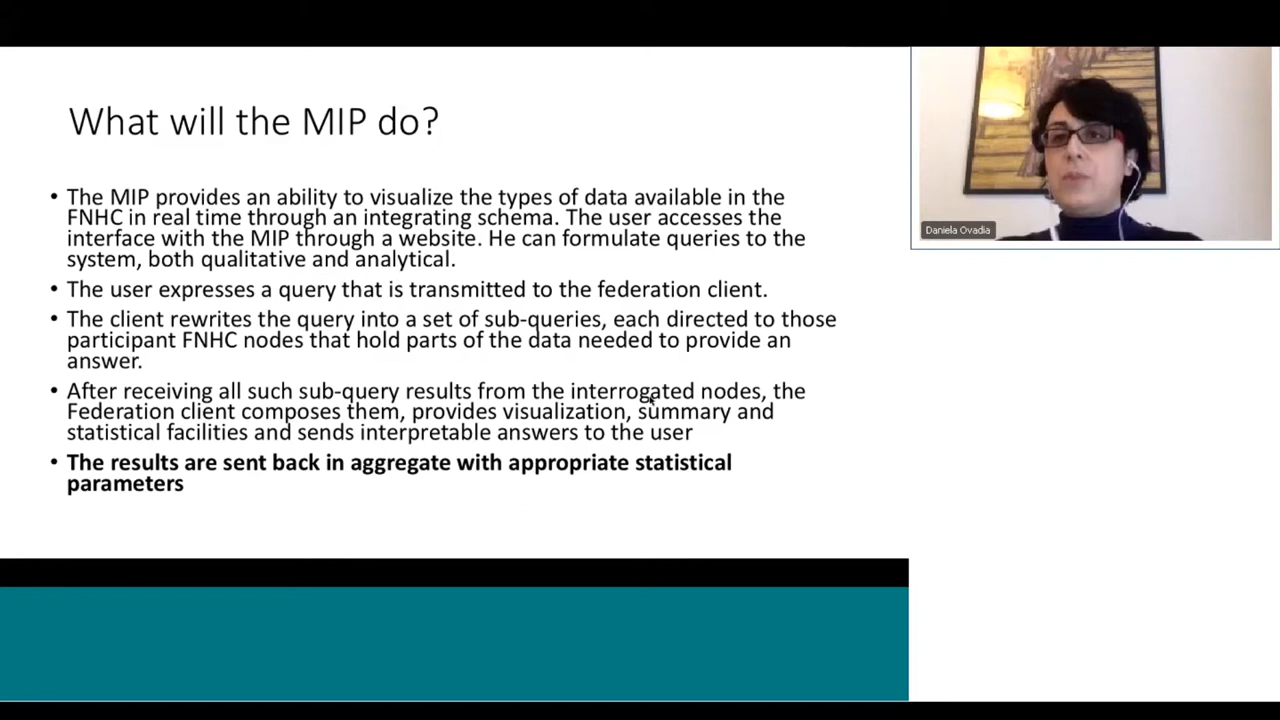 What will the MIP do?
• The MIP provides an ability to visualize the types of data available in the
FNHC in real time through an integrating schema. The user accesses the
interface with the MIP through a website. He can formulate queries to the
system, both qualitative and analytical.
• The user expresses a query that is transmitted to the federation client.
• The client rewrites the query into a set of sub-queries, each directed to those
participant FNHC nodes that hold parts of the data needed to provide an
answer.
• After receiving all such sub-query results from the interrogated nodes, the
Federation client composes them, provides visualization, summary and
statistical facilities and sends interpretable answers to the user
• The results are sent back in aggregate with appropriate statistical
parameters
Daniela Ovadia